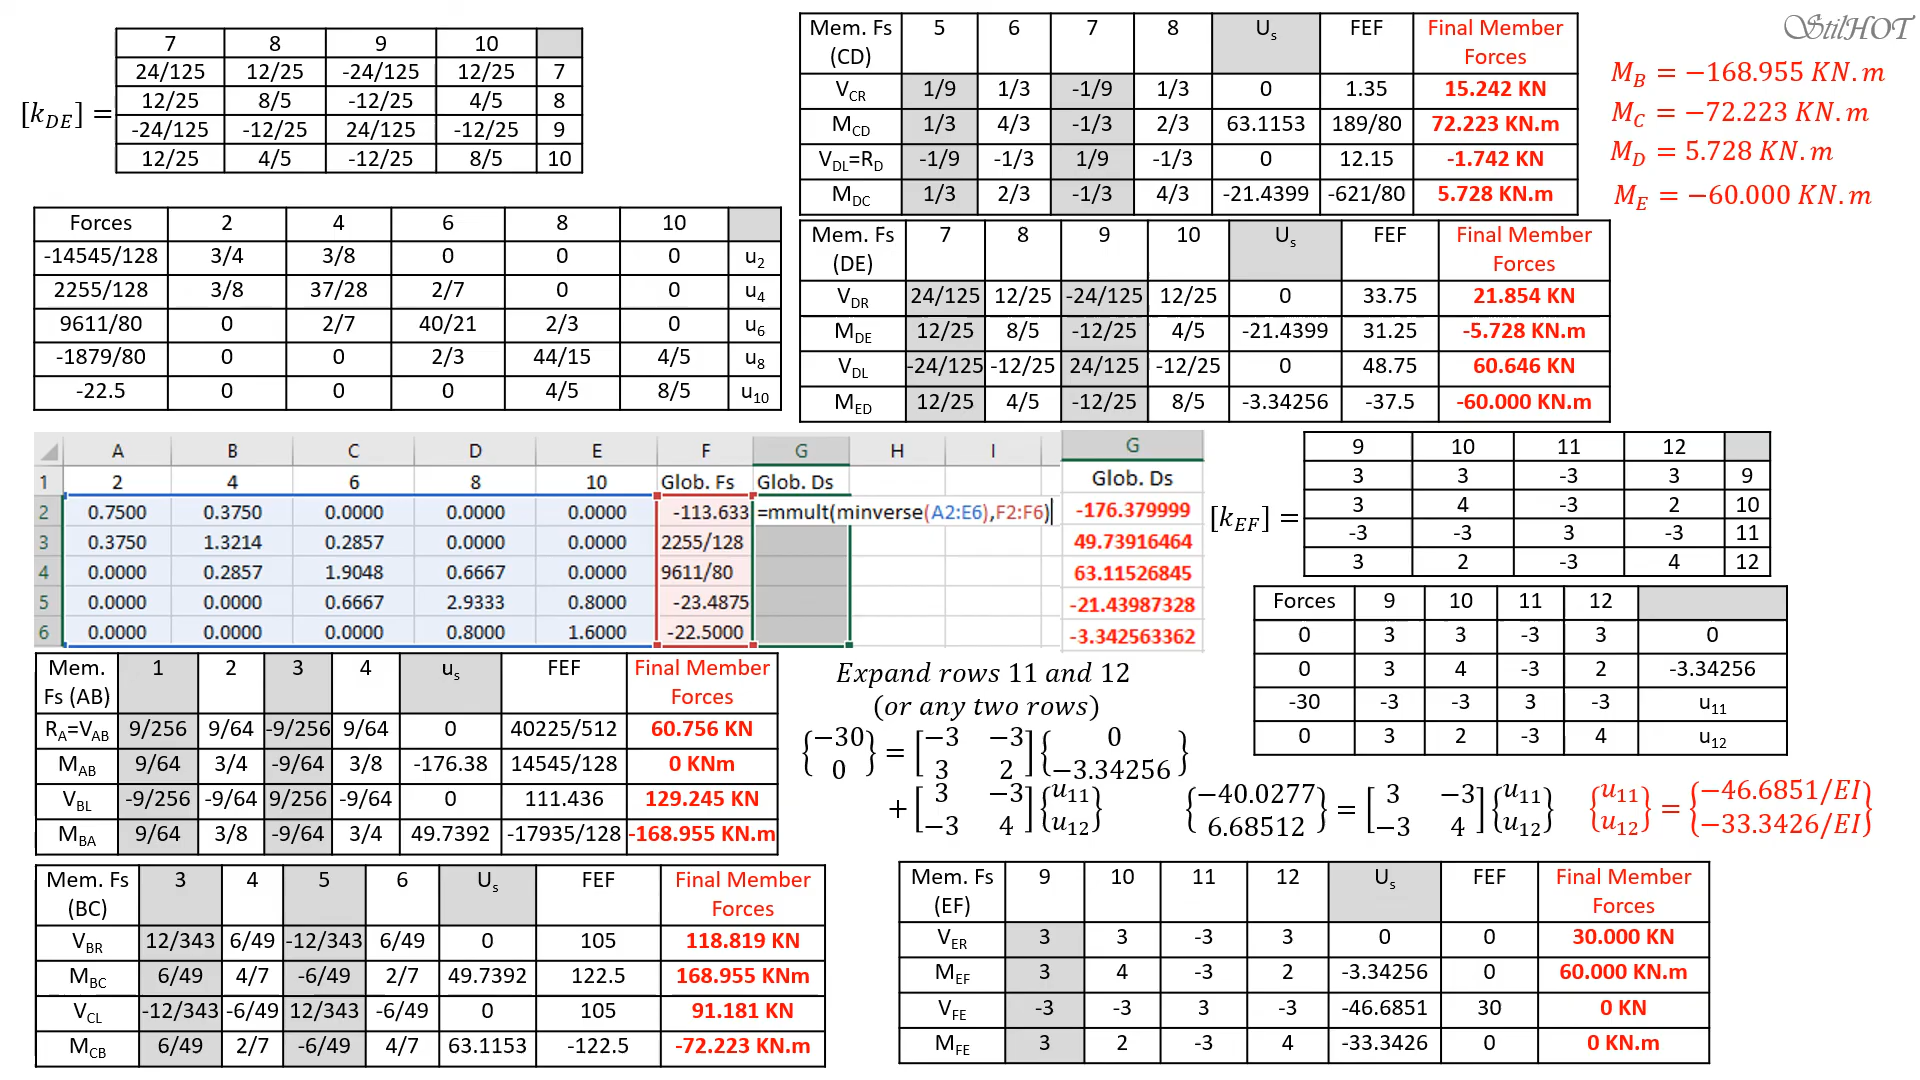 StilHOT
[k_DE] =
7 8 9 10
24/125 12/25 -24/125 12/25 7
12/25 8/5 -12/25 4/5 8
-24/125 -12/25 24/125 -12/25 9
12/25 4/5 -12/25 8/5 10
Forces 2 4 6 8 10
-14545/128 3/4 3/8 0 0 0 u2
2255/128 3/8 37/28 2/7 0 0 u4
9611/80 0 2/7 40/21 2/3 0 u6
-1879/80 0 0 2/3 44/15 4/5 u8
-22.5 0 0 0 4/5 8/5 u10
Mem. Fs (CD) 5 6 7 8 Us FEF Final Member Forces
VCR 1/9 1/3 -1/9 1/3 0 1.35 15.242 KN
MCD 1/3 4/3 -1/3 2/3 63.1153 189/80 72.223 KN.m
VDL=RD -1/9 -1/3 1/9 -1/3 0 12.15 -1.742 KN
MDC 1/3 2/3 -1/3 4/3 -21.4399 -621/80 5.728 KN.m
M_B = −168.955 KN.m
M_C = −72.223 KN.m
M_D = 5.728 KN.m
M_E = −60.000 KN.m
Mem. Fs (DE) 7 8 9 10 Us FEF Final Member Forces
VDR 24/125 12/25 -24/125 12/25 0 33.75 21.854 KN
MDE 12/25 8/5 -12/25 4/5 -21.4399 31.25 -5.728 KN.m
VDL -24/125 -12/25 24/125 -12/25 0 48.75 60.646 KN
MED 12/25 4/5 -12/25 8/5 -3.34256 -37.5 -60.000 KN.m
A B C D E F G H I
1 2 4 6 8 10 Glob. Fs Glob. Ds
2 0.7500 0.3750 0.0000 0.0000 0.0000 -113.633 =mmult(minverse(A2:E6),F2:F6)
3 0.3750 1.3214 0.2857 0.0000 0.0000 2255/128
4 0.0000 0.2857 1.9048 0.6667 0.0000 9611/80
5 0.0000 0.0000 0.6667 2.9333 0.8000 -23.4875
6 0.0000 0.0000 0.0000 0.8000 1.6000 -22.5000
G
Glob. Ds
-176.379999
49.73916464
63.11526845
-21.43987328
-3.342563362
[k_EF] =
9 10 11 12
3 3 -3 3 9
3 4 -3 2 10
-3 -3 3 -3 11
3 2 -3 4 12
Forces 9 10 11 12
0 3 3 -3 3 0
0 3 4 -3 2 -3.34256
-30 -3 -3 3 -3 u11
0 3 2 -3 4 u12
Mem. Fs (AB) 1 2 3 4 us FEF Final Member Forces
RA=VAB 9/256 9/64 -9/256 9/64 0 40225/512 60.756 KN
MAB 9/64 3/4 -9/64 3/8 -176.38 14545/128 0 KNm
VBL -9/256 -9/64 9/256 -9/64 0 111.436 129.245 KN
MBA 9/64 3/8 -9/64 3/4 49.7392 -17935/128 -168.955 KN.m
Expand rows 11 and 12
(or any two rows)
{−30 0} = [−3 −3 3 2] {0 −3.34256}
+ [3 −3 −3 4] {u11 u12}
{−40.0277 6.68512} = [3 −3 −3 4] {u11 u12}
{u11 u12} = {−46.6851/EI −33.3426/EI}
Mem. Fs (BC) 3 4 5 6 Us FEF Final Member Forces
VBR 12/343 6/49 -12/343 6/49 0 105 118.819 KN
MBC 6/49 4/7 -6/49 2/7 49.7392 122.5 168.955 KNm
VCL -12/343 -6/49 12/343 -6/49 0 105 91.181 KN
MCB 6/49 2/7 -6/49 4/7 63.1153 -122.5 -72.223 KN.m
Mem. Fs (EF) 9 10 11 12 Us FEF Final Member Forces
VER 3 3 -3 3 0 0 30.000 KN
MEF 3 4 -3 2 -3.34256 0 60.000 KN.m
VFE -3 -3 3 -3 -46.6851 30 0 KN
MFE 3 2 -3 4 -33.3426 0 0 KN.m